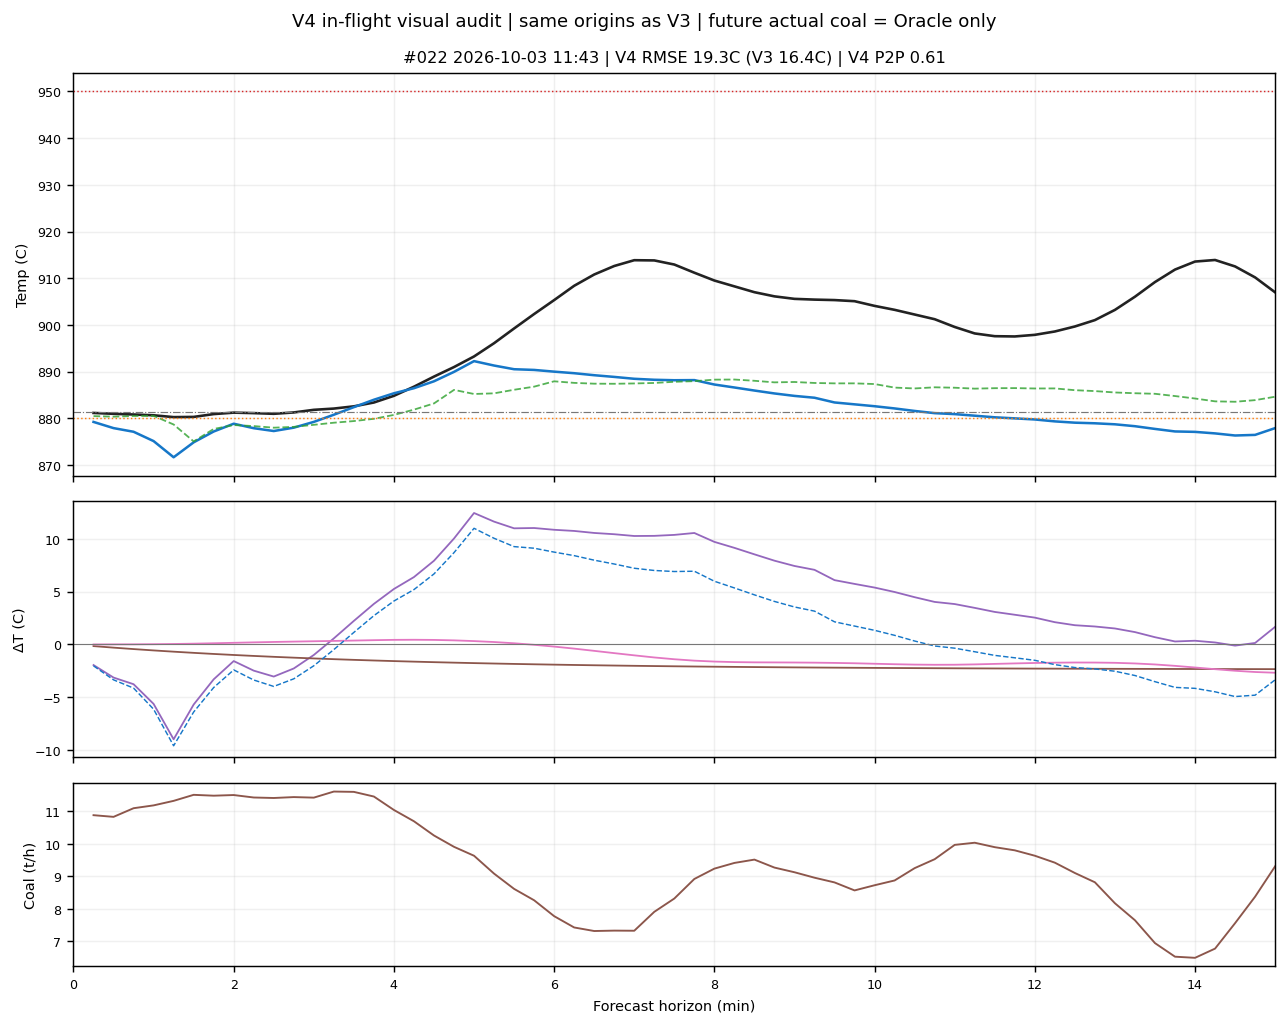 V4 in-flight visual audit | same origins as V3 | future actual coal = Oracle only
#022 2026-10-03 11:43 | V4 RMSE 19.3C (V3 16.4C) | V4 P2P 0.61
950
940
930
920
910
900
890
880
870
Temp (C)
10
5
0
−5
−10
ΔT (C)
11
10
9
8
7
Coal (t/h)
0 2 4 6 8 10 12 14
Forecast horizon (min)